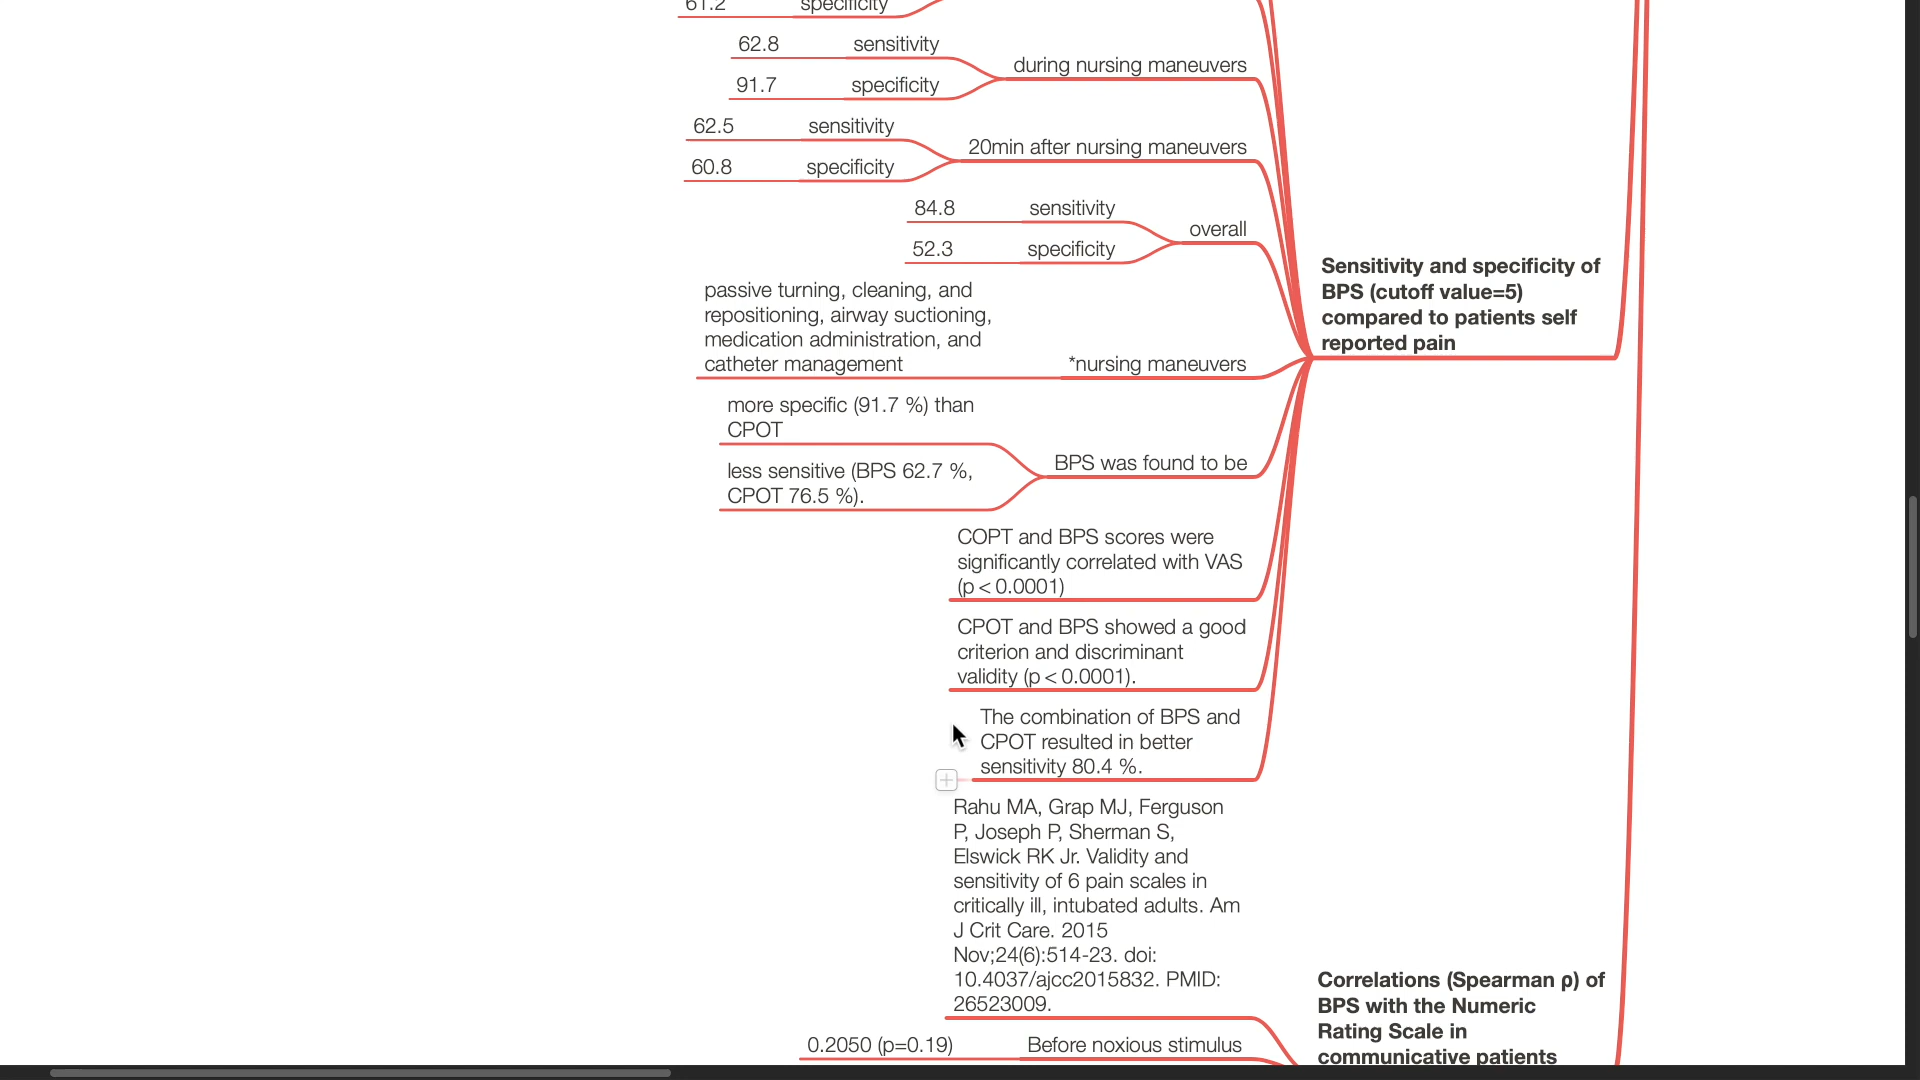 61.2 specificity
62.8 sensitivity
during nursing maneuvers
91.7 specificity
62.5 sensitivity
20min after nursing maneuvers
60.8 specificity
84.8 sensitivity
overall
52.3 specificity
Sensitivity and specificity of
BPS (cutoff value=5)
compared to patients self
reported pain
passive turning, cleaning, and
repositioning, airway suctioning,
medication administration, and
catheter management
*nursing maneuvers
more specific (91.7 %) than
CPOT
BPS was found to be
less sensitive (BPS 62.7 %,
CPOT 76.5 %).
COPT and BPS scores were
significantly correlated with VAS
(p < 0.0001)
CPOT and BPS showed a good
criterion and discriminant
validity (p < 0.0001).
The combination of BPS and
CPOT resulted in better
sensitivity 80.4 %.
Rahu MA, Grap MJ, Ferguson
P, Joseph P, Sherman S,
Elswick RK Jr. Validity and
sensitivity of 6 pain scales in
critically ill, intubated adults. Am
J Crit Care. 2015
Nov;24(6):514-23. doi:
10.4037/ajcc2015832. PMID:
26523009.
Correlations (Spearman ρ) of
BPS with the Numeric
Rating Scale in
communicative patients
0.2050 (p=0.19) Before noxious stimulus